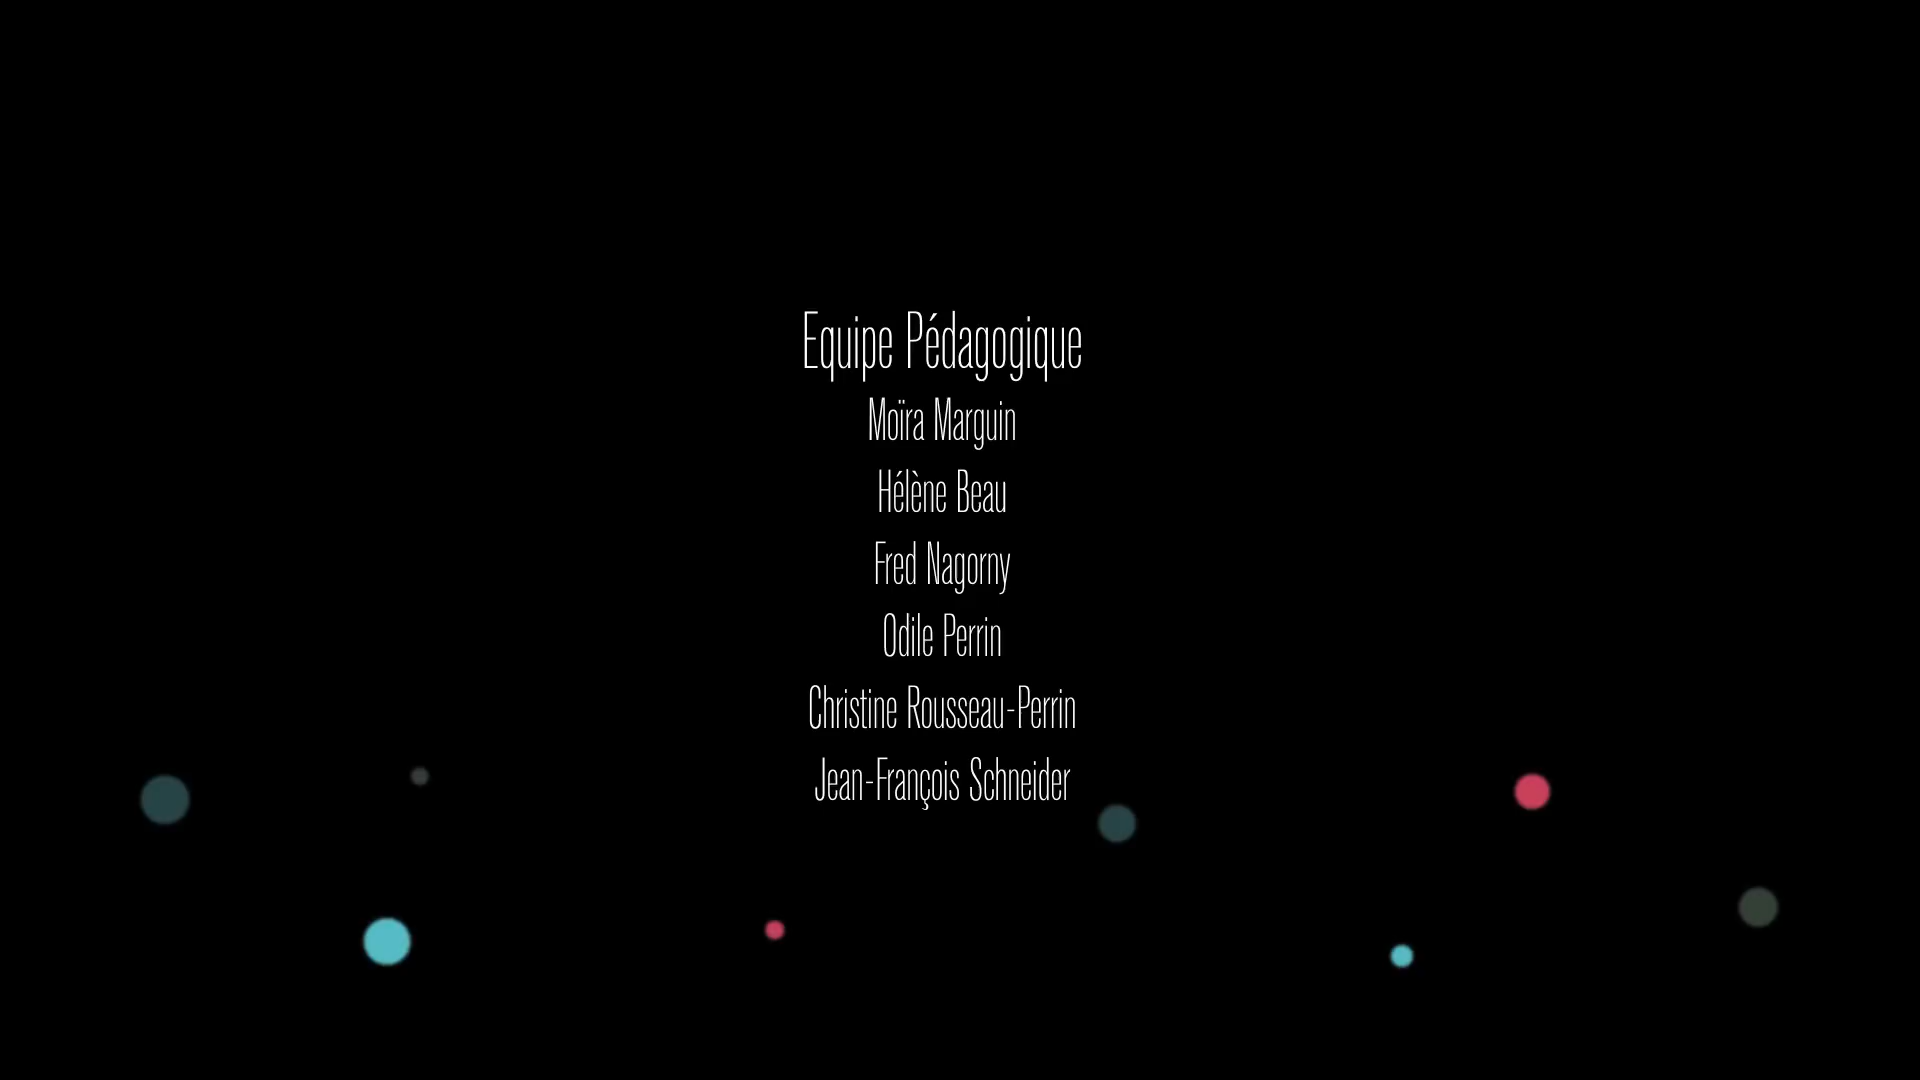 Equipe Pédagogique
Moïra Marguin
Hélène Beau
Fred Nagorny
Odile Perrin
Christine Rousseau-Perrin
Jean-François Schneider